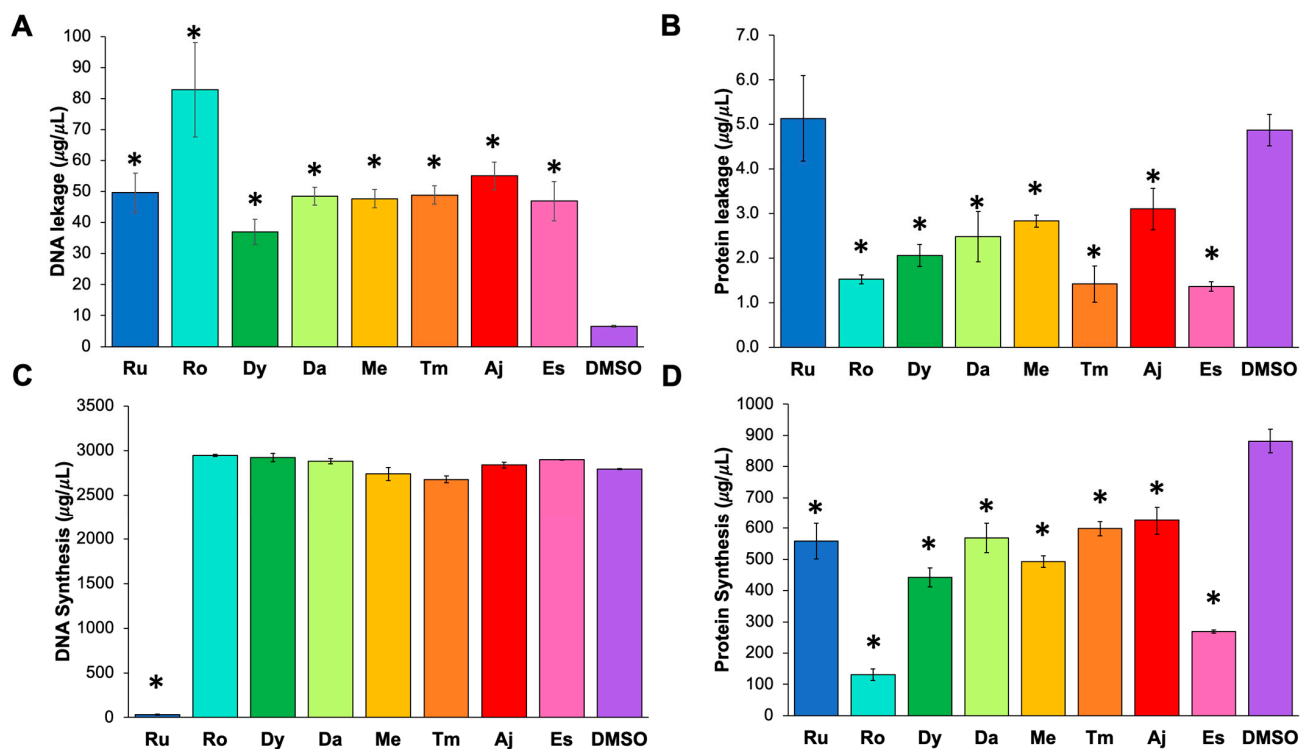 A
DNA lekage (µg/µL)
100
90
80
70
60
50
40
30
20
10
0
* * * * * * * *
Ru Ro Dy Da Me Tm Aj Es DMSO
B
Protein leakage (µg/µL)
7.0
6.0
5.0
4.0
3.0
2.0
1.0
0.0
* * * * * * *
Ru Ro Dy Da Me Tm Aj Es DMSO
C
DNA Synthesis (µg/µL)
3500
3000
2500
2000
1500
1000
500
0
*
Ru Ro Dy Da Me Tm Aj Es DMSO
D
Protein Synthesis (µg/µL)
1000
900
800
700
600
500
400
300
200
100
0
* * * * * * * *
Ru Ro Dy Da Me Tm Aj Es DMSO